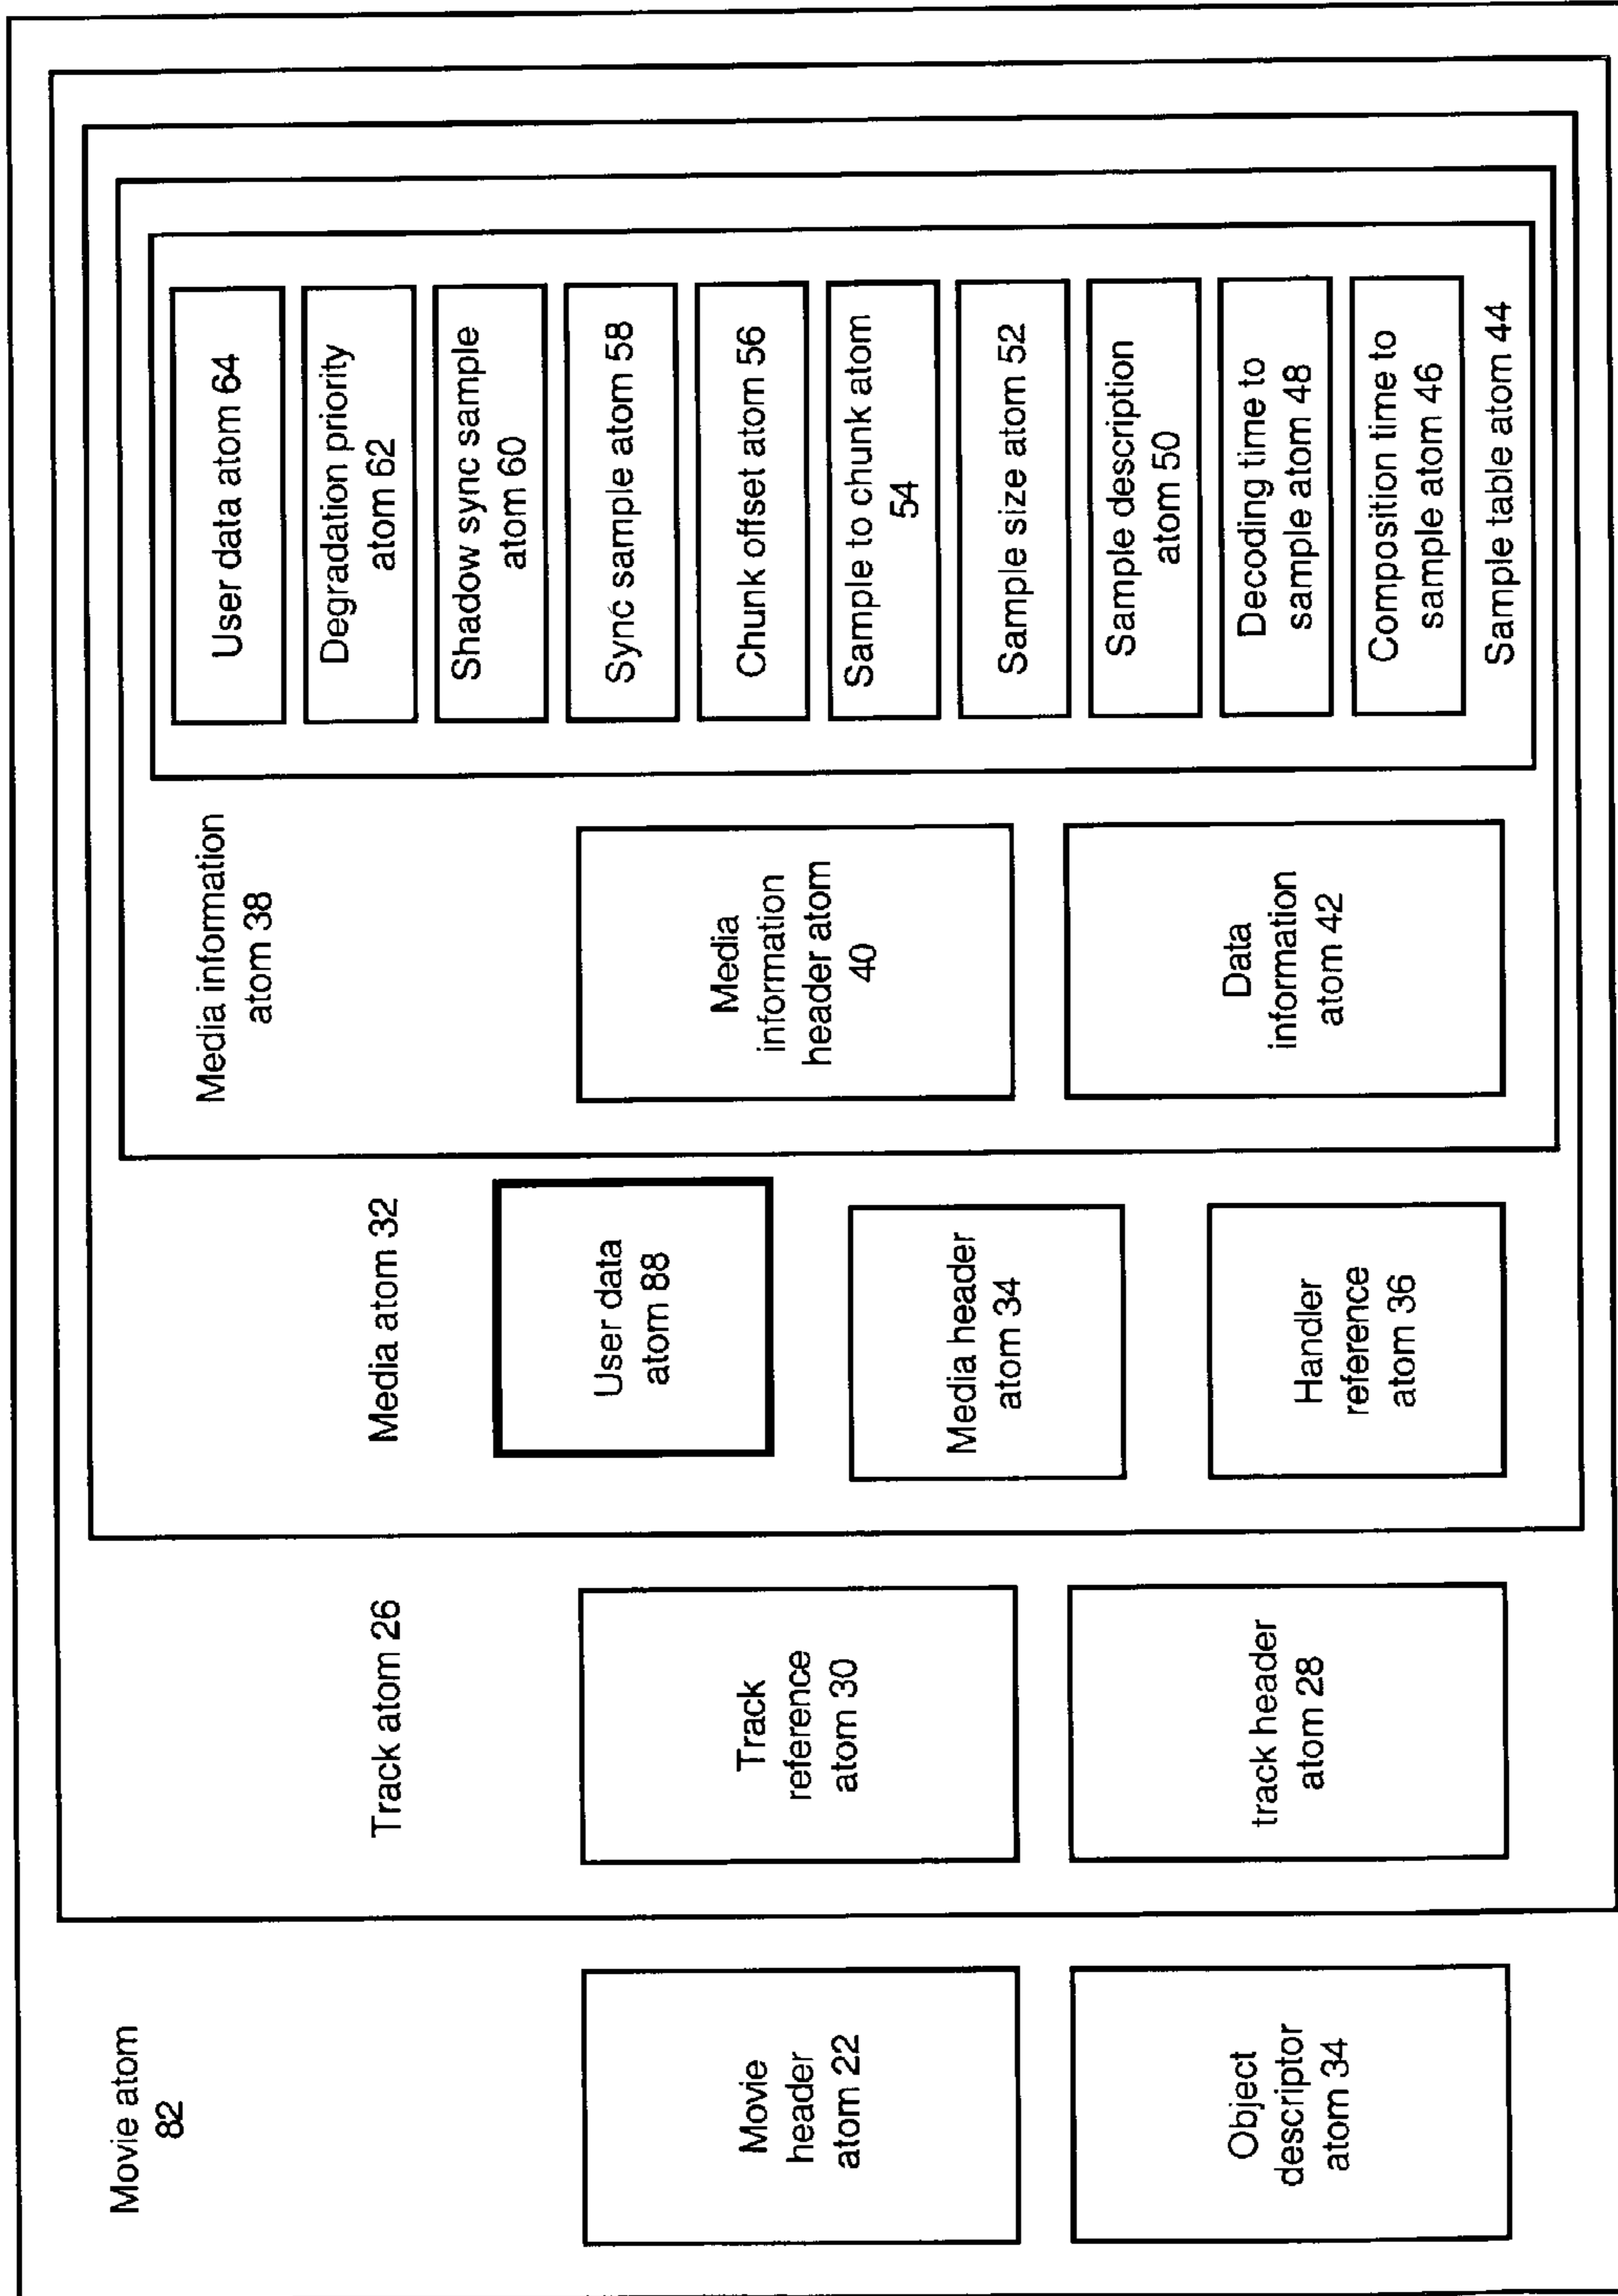 Movie atom
82
Movie
header
atom 22
Object
descriptor
atom 34
Track atom 26
Track
reference
atom 30
track header
atom 28
Media atom 32
User data
atom 88
Media header
atom 34
Handler
reference
atom 36
Media information
atom 38
Media
information
header atom
40
Data
information
atom 42
User data atom 64
Degradation priority
atom 62
Shadow sync sample
atom 60
Sync sample atom 58
Chunk offset atom 56
Sample to chunk atom
54
Sample size atom 52
Sample description
atom 50
Decoding time to
sample atom 48
Composition time to
sample atom 46
Sample table atom 44